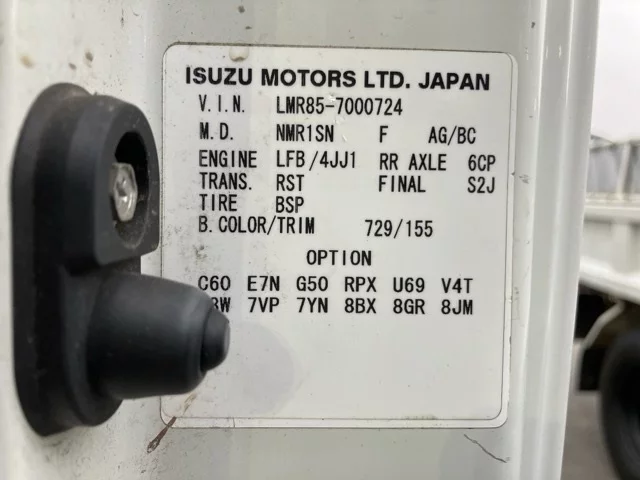 ISUZU MOTORS LTD. JAPAN
V.I.N. LMR85-7000724
M.D. NMR1SN F AG/BC
ENGINE LFB/4JJ1 RR AXLE 6CP
TRANS. RST FINAL S2J
TIRE BSP
B.COLOR/TRIM 729/155
OPTION
C60 E7N G50 RPX U69 V4T
7VP 7YN 8BX 8GR 8JM